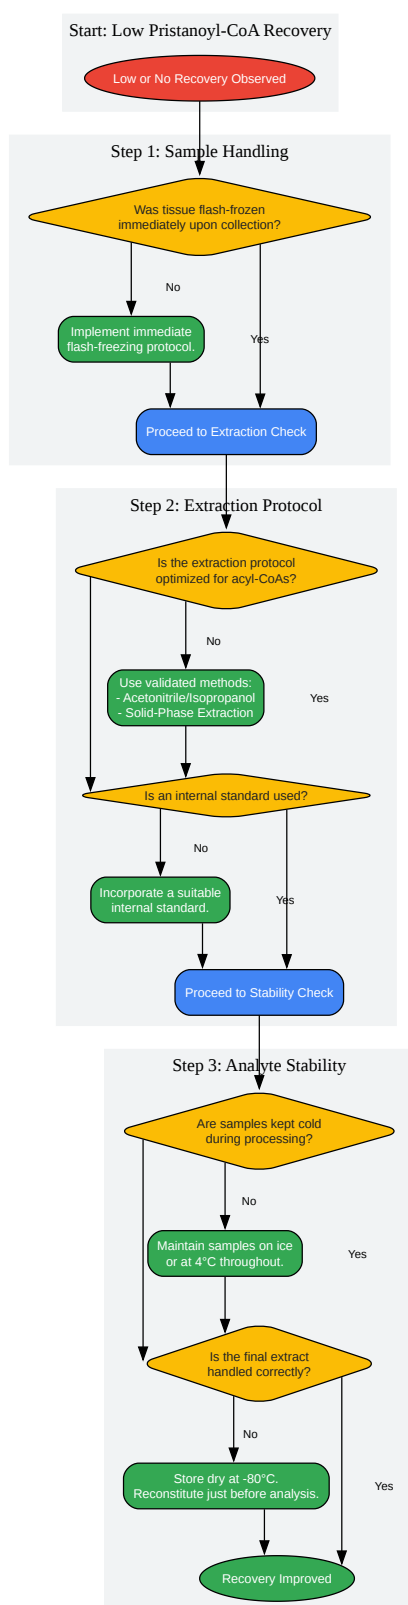 Start: Low Pristanoyl-CoA Recovery
Low or No Recovery Observed
Step 1: Sample Handling
Was tissue flash-frozen
immediately upon collection?
No
Implement immediate
flash-freezing protocol.
Yes
Proceed to Extraction Check
Step 2: Extraction Protocol
Is the extraction protocol
optimized for acyl-CoAs?
No
Use validated methods:
- Acetonitrile/Isopropanol
- Solid-Phase Extraction
Yes
Is an internal standard used?
No
Incorporate a suitable
internal standard.
Yes
Proceed to Stability Check
Step 3: Analyte Stability
Are samples kept cold
during processing?
No
Maintain samples on ice
or at 4°C throughout.
Yes
Is the final extract
handled correctly?
No
Store dry at -80°C.
Reconstitute just before analysis.
Yes
Recovery Improved